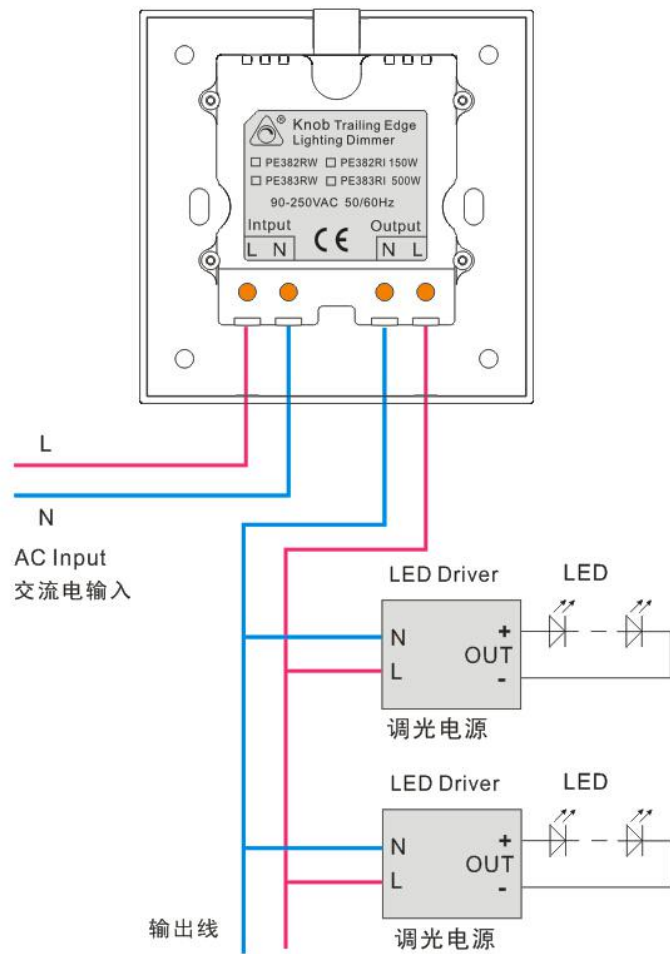 ®
Knob Trailing Edge
Lighting Dimmer
PE382RW PE382RI 150W
PE383RW PE383RI 500W
90-250VAC 50/60Hz
Intput Output
L N CE N L
L
N
AC Input
交流电输入
LED Driver LED
N + 
L OUT
-
调光电源
LED Driver LED
N +
L OUT
-
调光电源
输出线